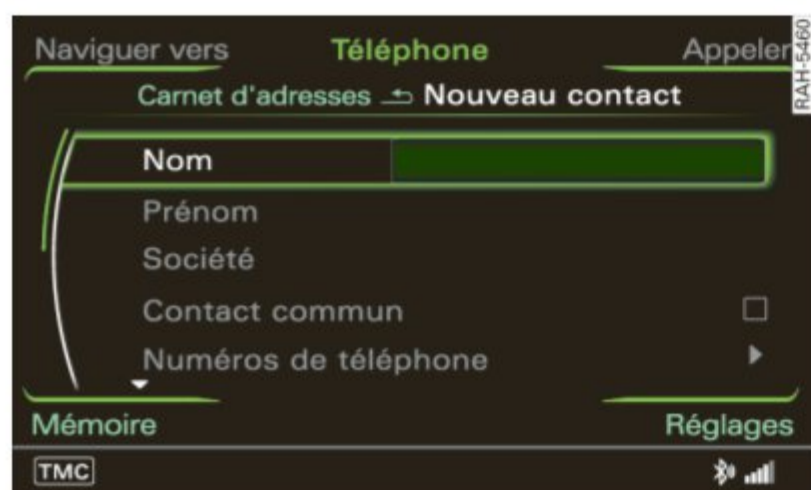 Naviguer vers Téléphone Appeler
Carnet d'adresses Nouveau contact
Nom
Prénom
Société
Contact commun
Numéros de téléphone
Mémoire Réglages
TMC
RAH-5460